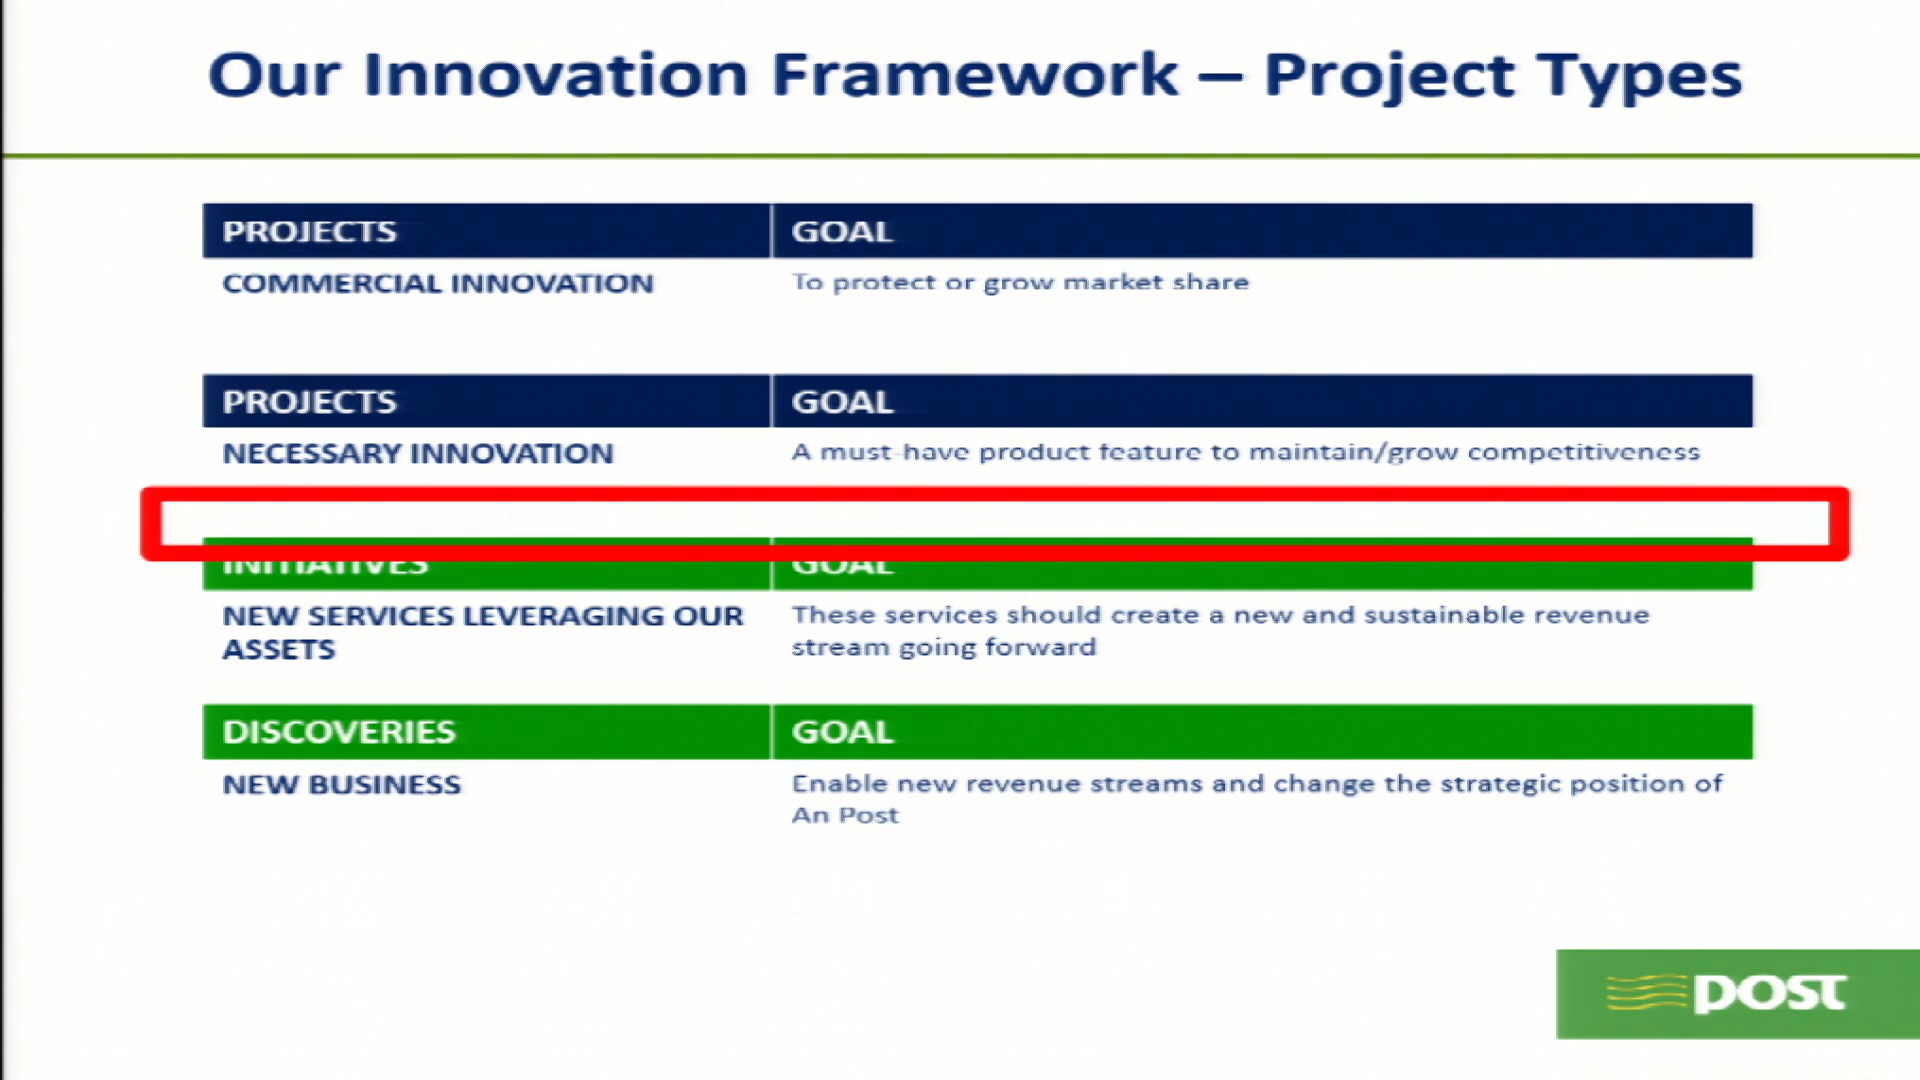 Our Innovation Framework – Project Types
PROJECTS GOAL
COMMERCIAL INNOVATION To protect or grow market share
PROJECTS GOAL
NECESSARY INNOVATION A must-have product feature to maintain/grow competitiveness
INITIATIVES GOAL
NEW SERVICES LEVERAGING OUR These services should create a new and sustainable revenue
ASSETS stream going forward
DISCOVERIES GOAL
NEW BUSINESS Enable new revenue streams and change the strategic position of
An Post
post